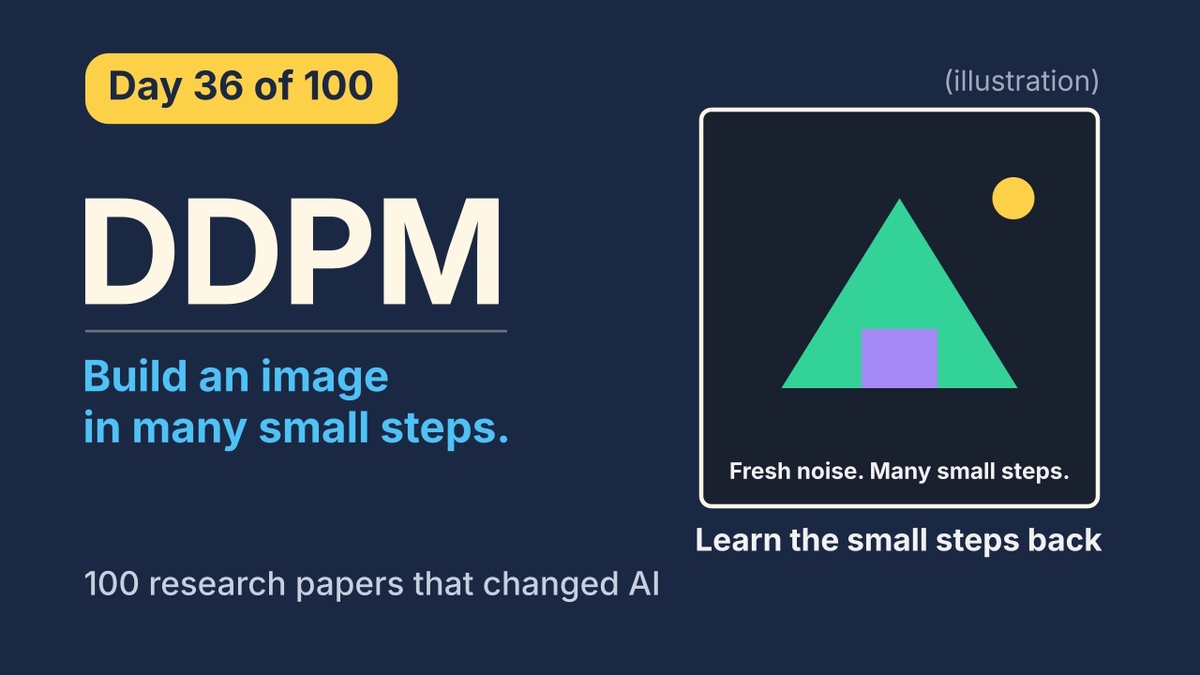 Day 36 of 100
DDPM
Build an image
in many small steps.
100 research papers that changed AI
(illustration)
Fresh noise. Many small steps.
Learn the small steps back